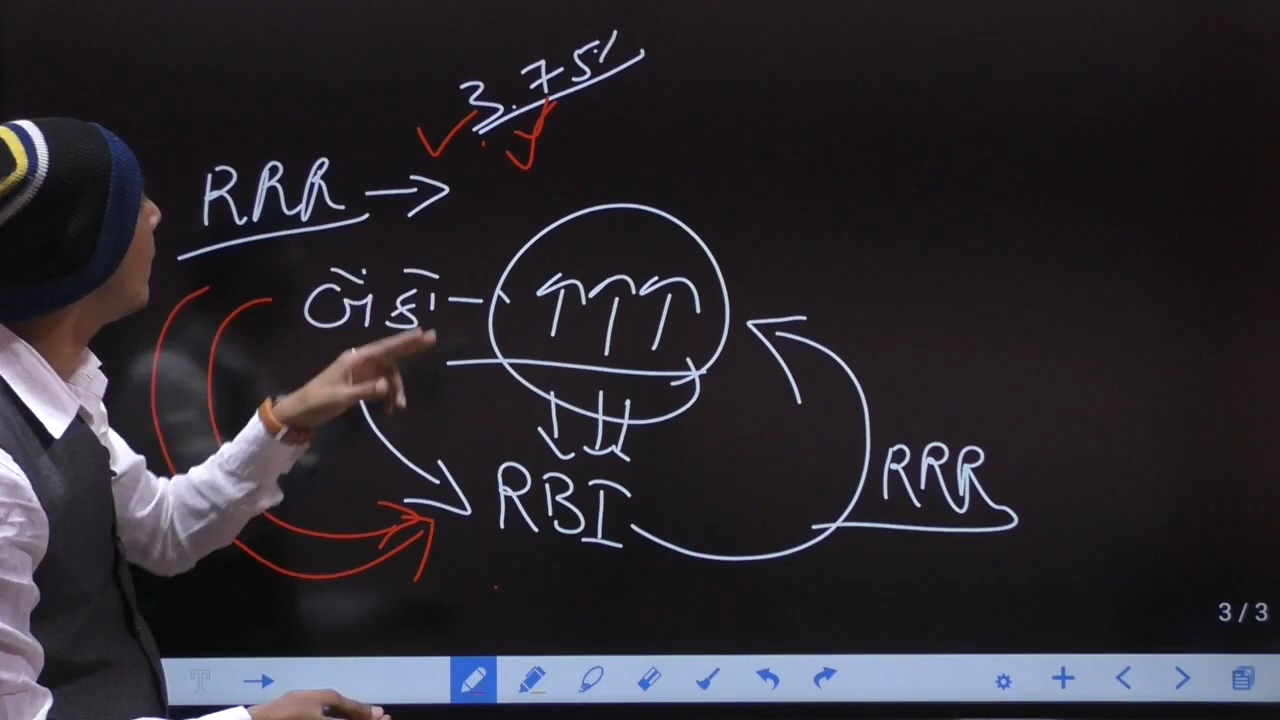 3.75%
RRR →
↑↑↑
RBI
RRR
3 / 3